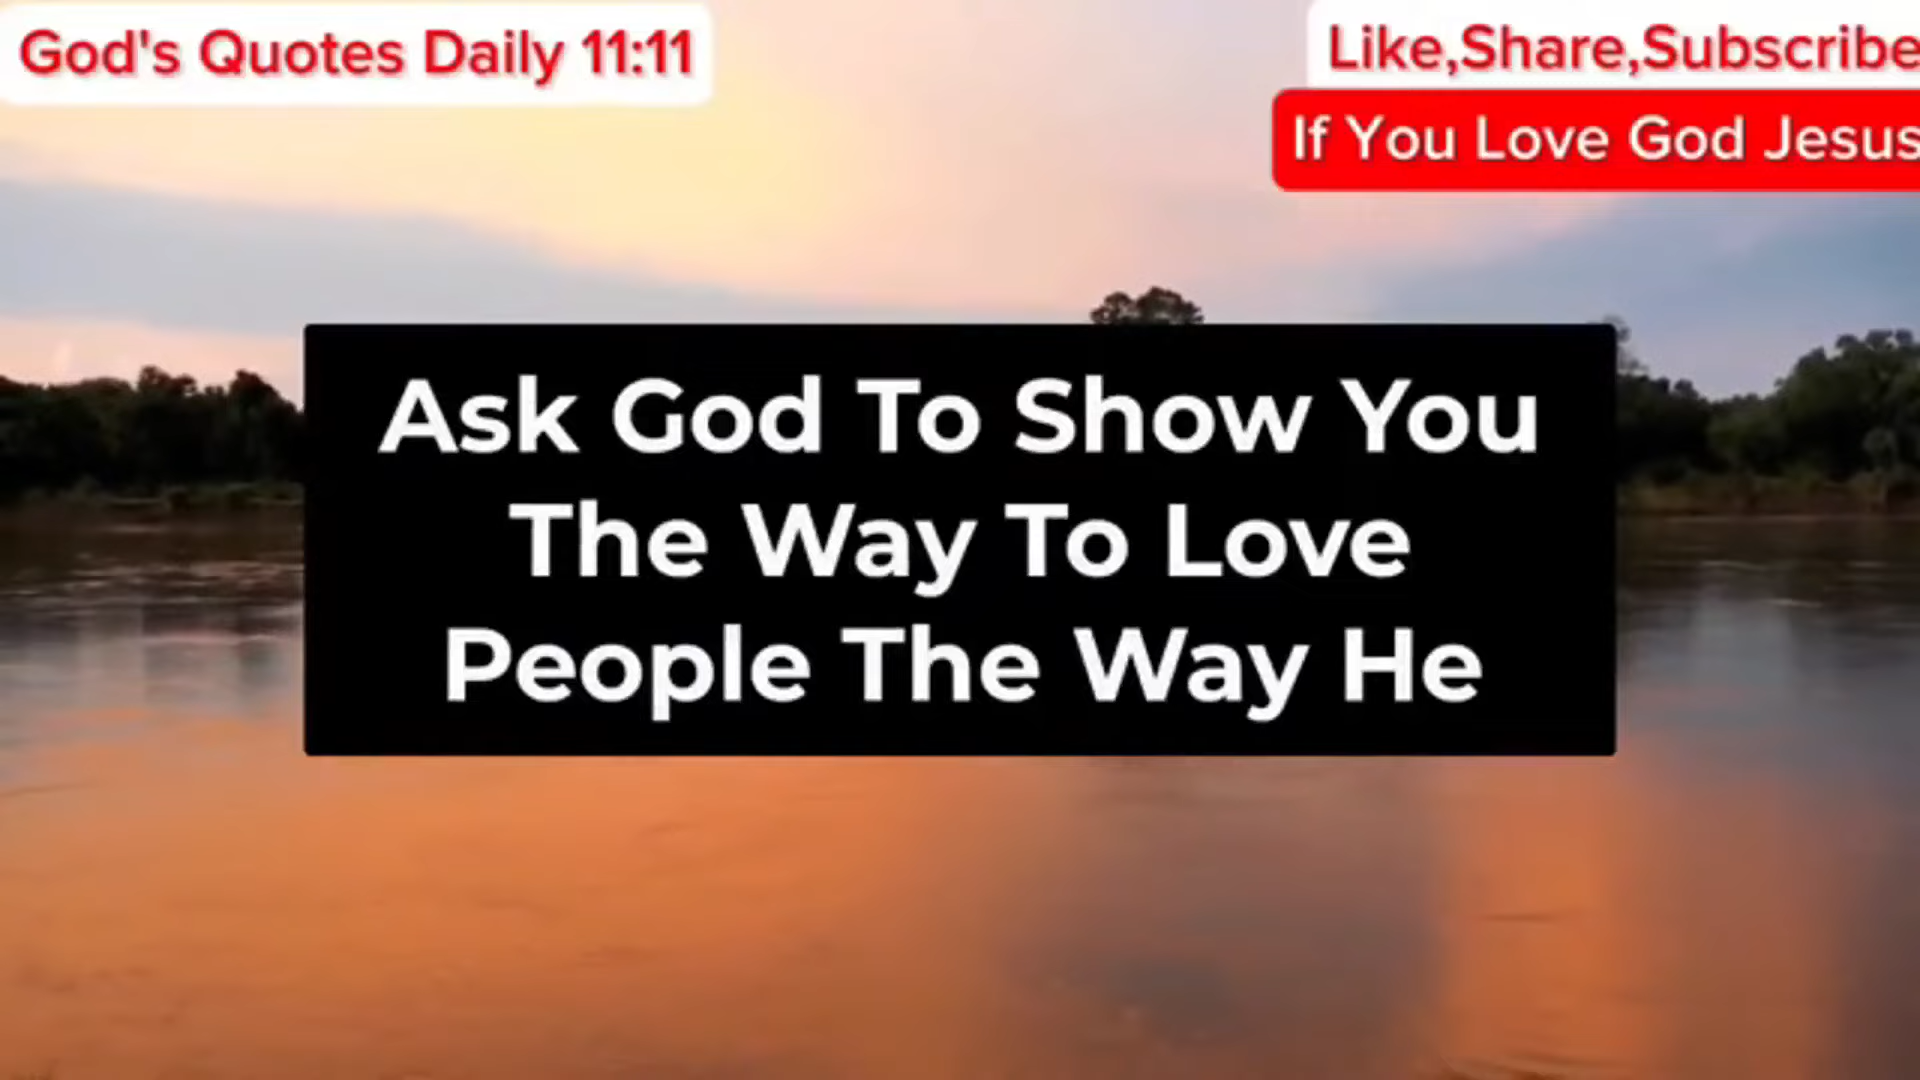 God's Quotes Daily 11:11
Like,Share,Subscribe
If You Love God Jesus
Ask God To Show You
The Way To Love
People The Way He